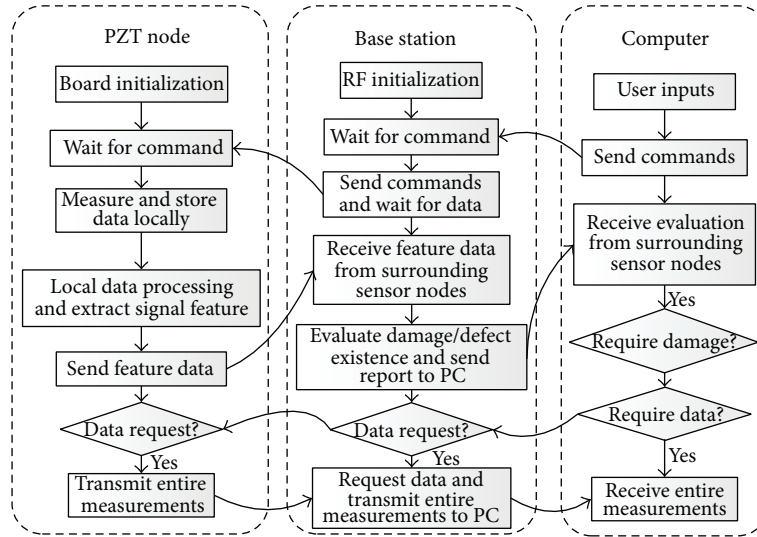 PZT node
Board initialization
Wait for command
Measure and store
data locally
Local data processing
and extract signal feature
Send feature data
Data request?
Yes
Transmit entire
measurements
Base station
RF initialization
Wait for command
Send commands
and wait for data
Receive feature data
from surrounding
sensor nodes
Evaluate damage/defect
existence and send
report to PC
Data request?
Yes
Request data and
transmit entire
measurements to PC
Computer
User inputs
Send commands
Receive evaluation
from surrounding
sensor nodes
Yes
Require damage?
Require data?
Yes
Receive entire
measurements